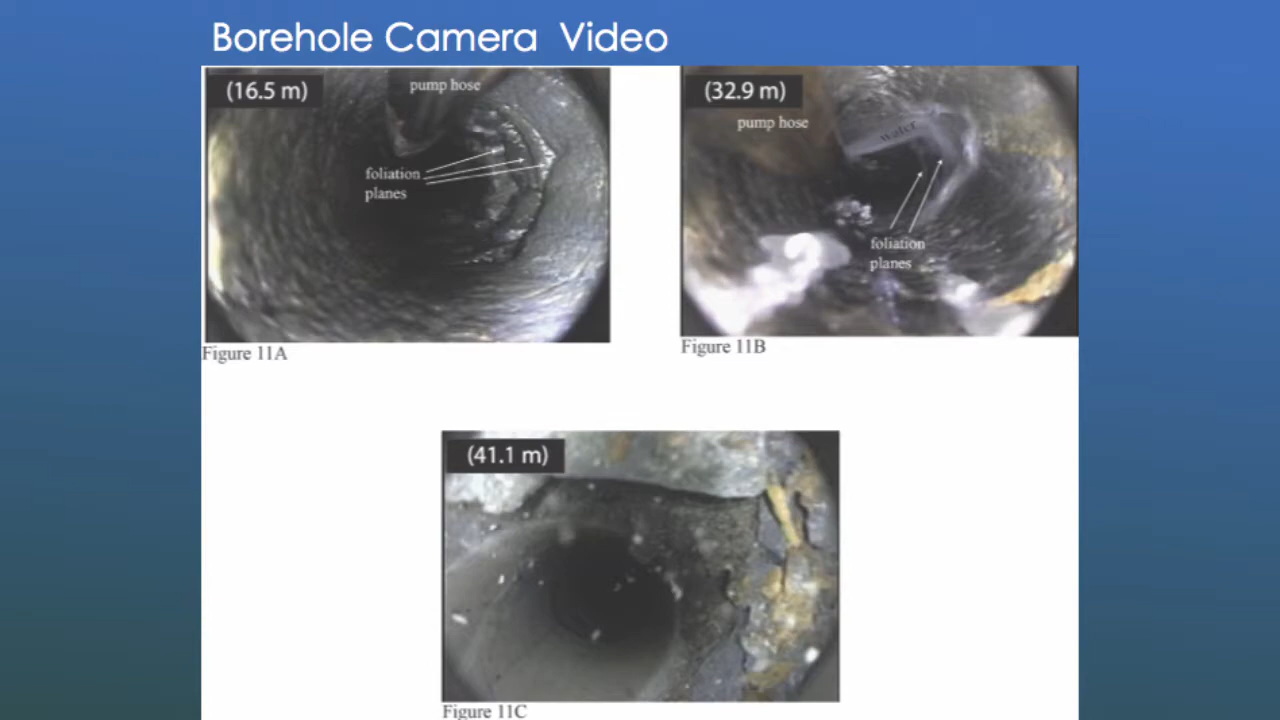 Borehole Camera Video
(16.5 m)
pump hose
foliation
planes
Figure 11A
(32.9 m)
pump hose
water
foliation
planes
Figure 11B
(41.1 m)
Figure 11C